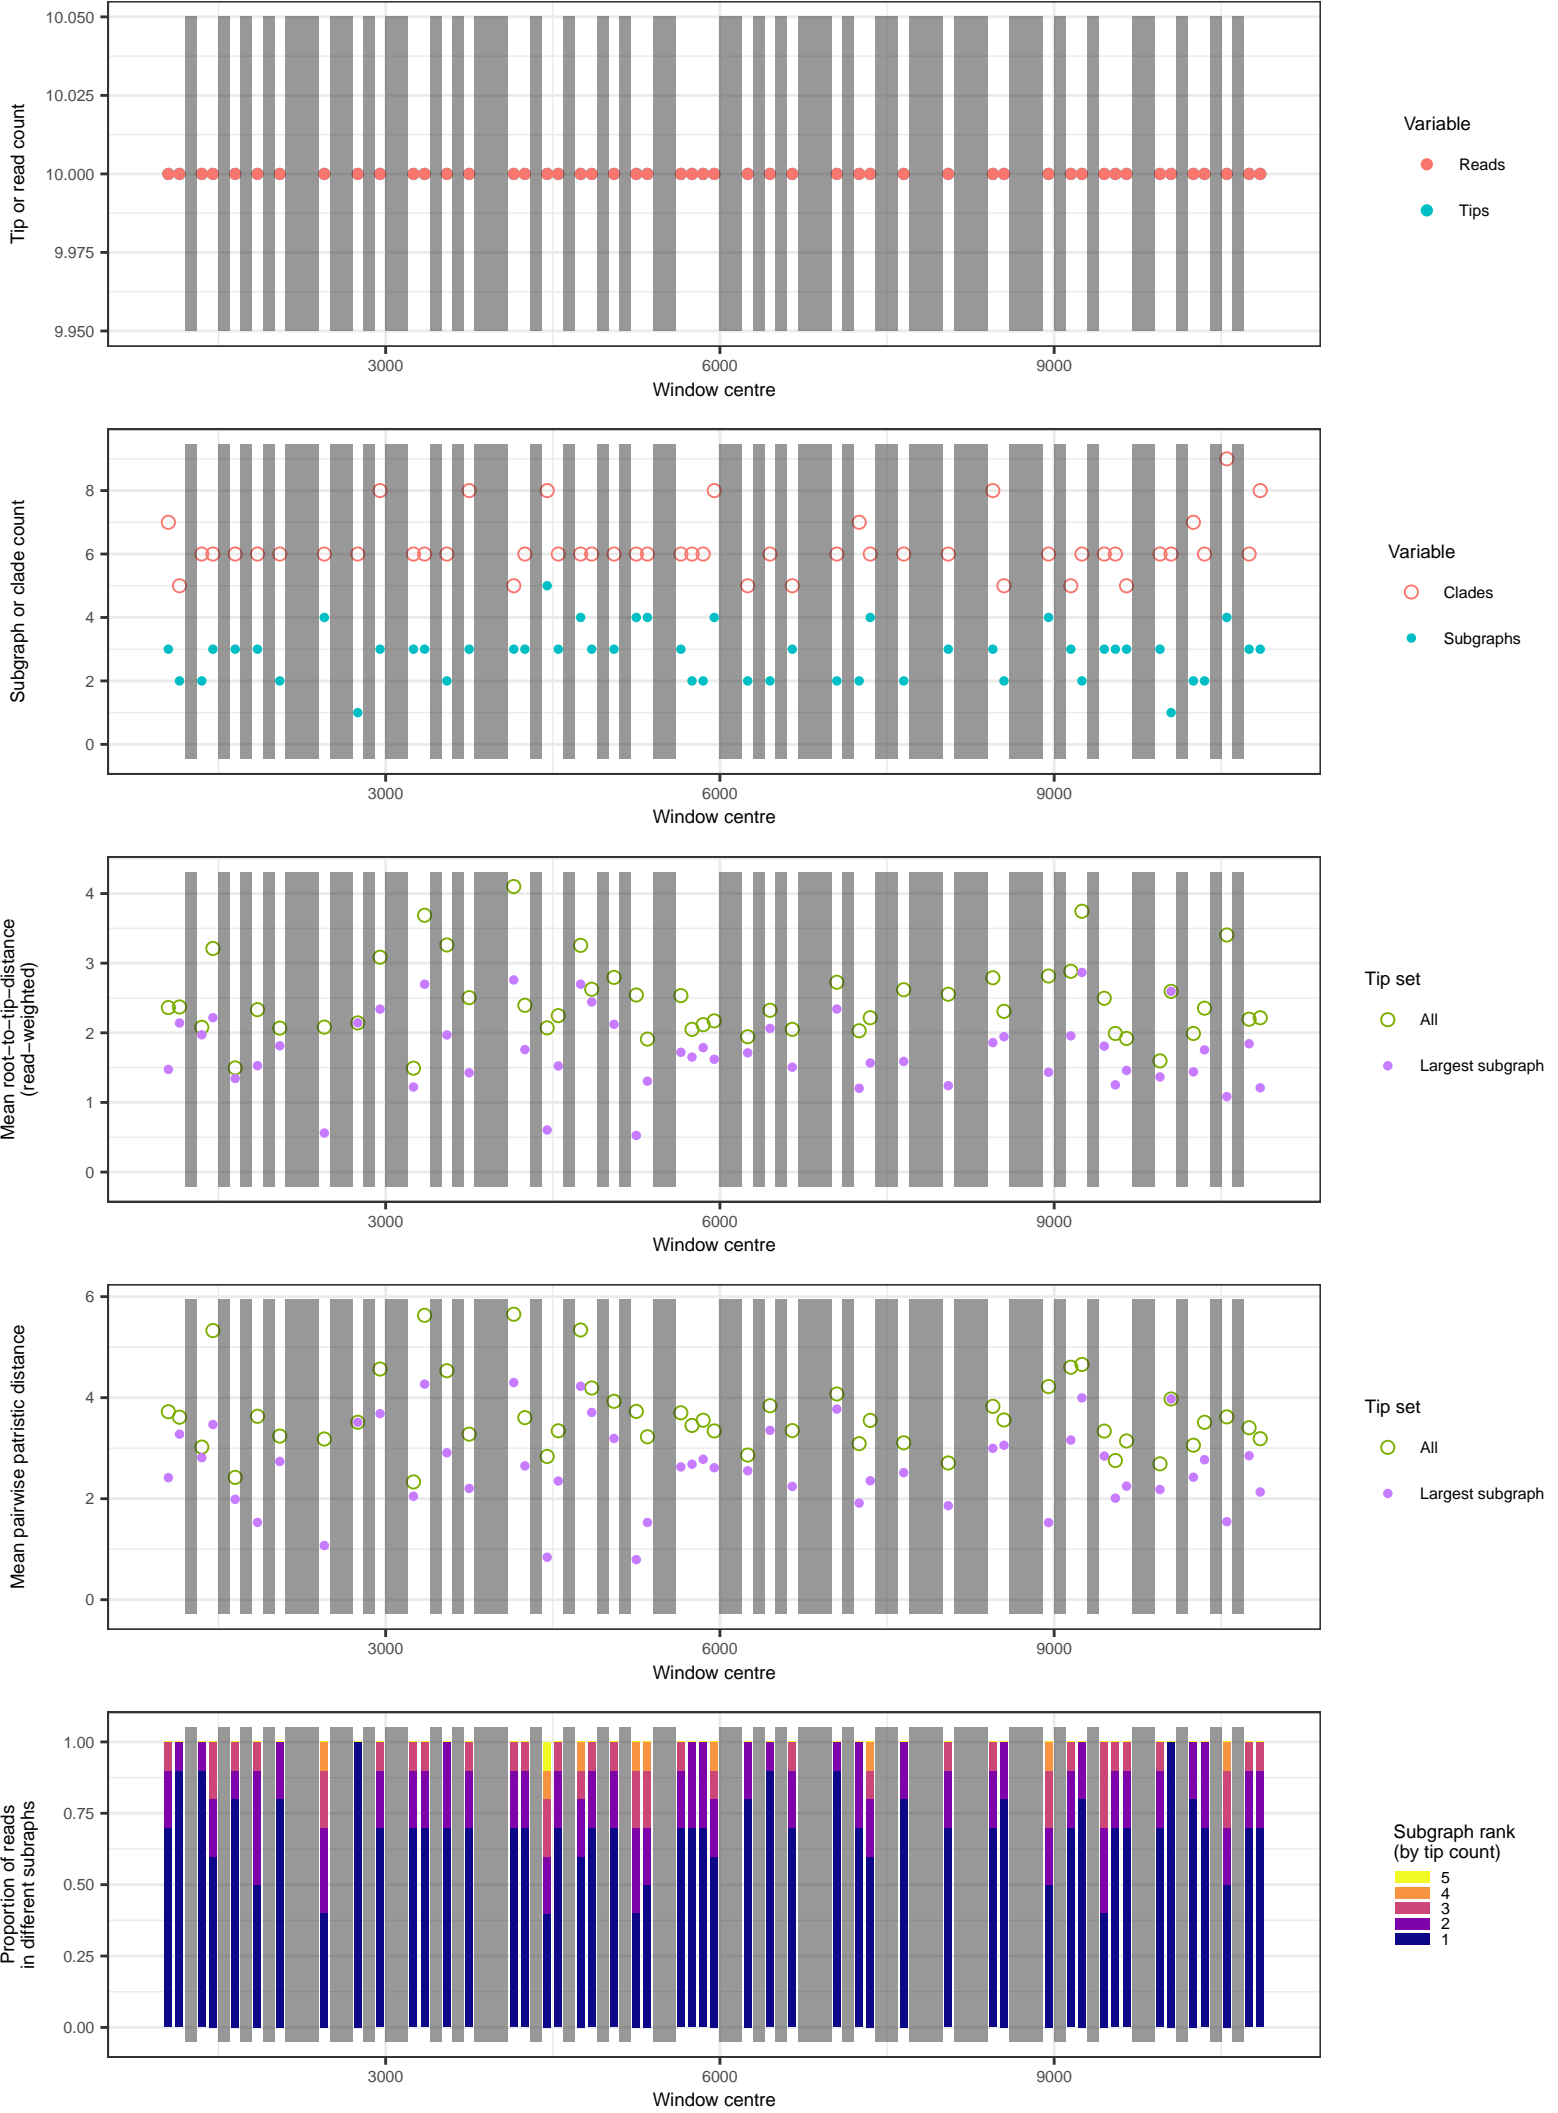 10.050
10.025
10.000
9.975
9.950
Tip or read count
3000
6000
9000
Window centre
Variable
Reads
Tips
8
6
4
2
0
Subgraph or clade count
3000
6000
9000
Window centre
Variable
Clades
Subgraphs
4
3
2
1
0
Mean root−to−tip−distance
(read−weighted)
3000
6000
9000
Window centre
Tip set
All
Largest subgraph
6
4
2
0
Mean pairwise patristic distance
3000
6000
9000
Window centre
Tip set
All
Largest subgraph
1.00
0.75
0.50
0.25
0.00
Proportion of reads
in different subraphs
3000
6000
9000
Window centre
Subgraph rank
(by tip count)
5
4
3
2
1